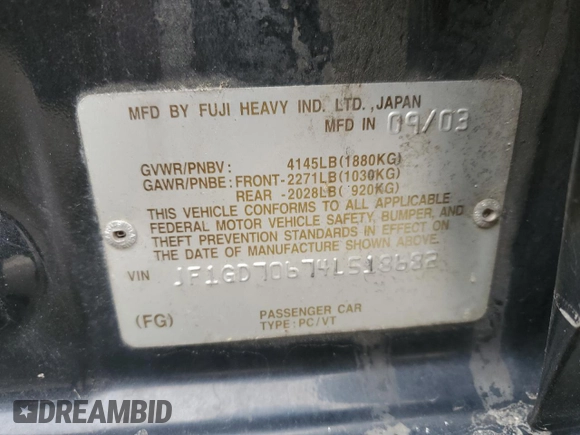 MFD BY FUJI HEAVY IND. LTD.,JAPAN
MFD IN 09/03
GVWR/PNBV: 4145LB(1880KG)
GAWR/PNBE: FRONT-2271LB(1030KG)
REAR -2028LB( 920KG)
THIS VEHICLE CONFORMS TO ALL APPLICABLE
FEDERAL MOTOR VEHICLE SAFETY, BUMPER, AND
THEFT PREVENTION STANDARDS IN EFFECT ON
THE DATE OF MANUFACTURE SHOWN ABOVE.
VIN JF1GD70674L518682
(FG) PASSENGER CAR
TYPE:PC/VT
DREAMBID